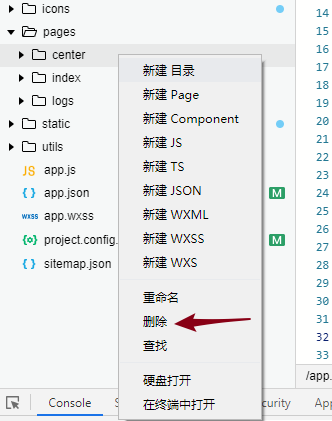 icons
14
15
pages
16
center
17
新建 目录
18
index
新建 Page
19
logs
20
新建 Component
static
21
新建 JS
utils
22
JS app.js
新建 TS
23
{ } app.json
新建 JSON
M
24
wxss app.wxss
新建 WXML
25
26
{o} project.config.
新建 WXSS
M
27
{ } sitemap.json
新建 WXS
28
29
重命名
30
删除
31
查找
32
33
硬盘打开
/app.
在终端中打开
Console
So